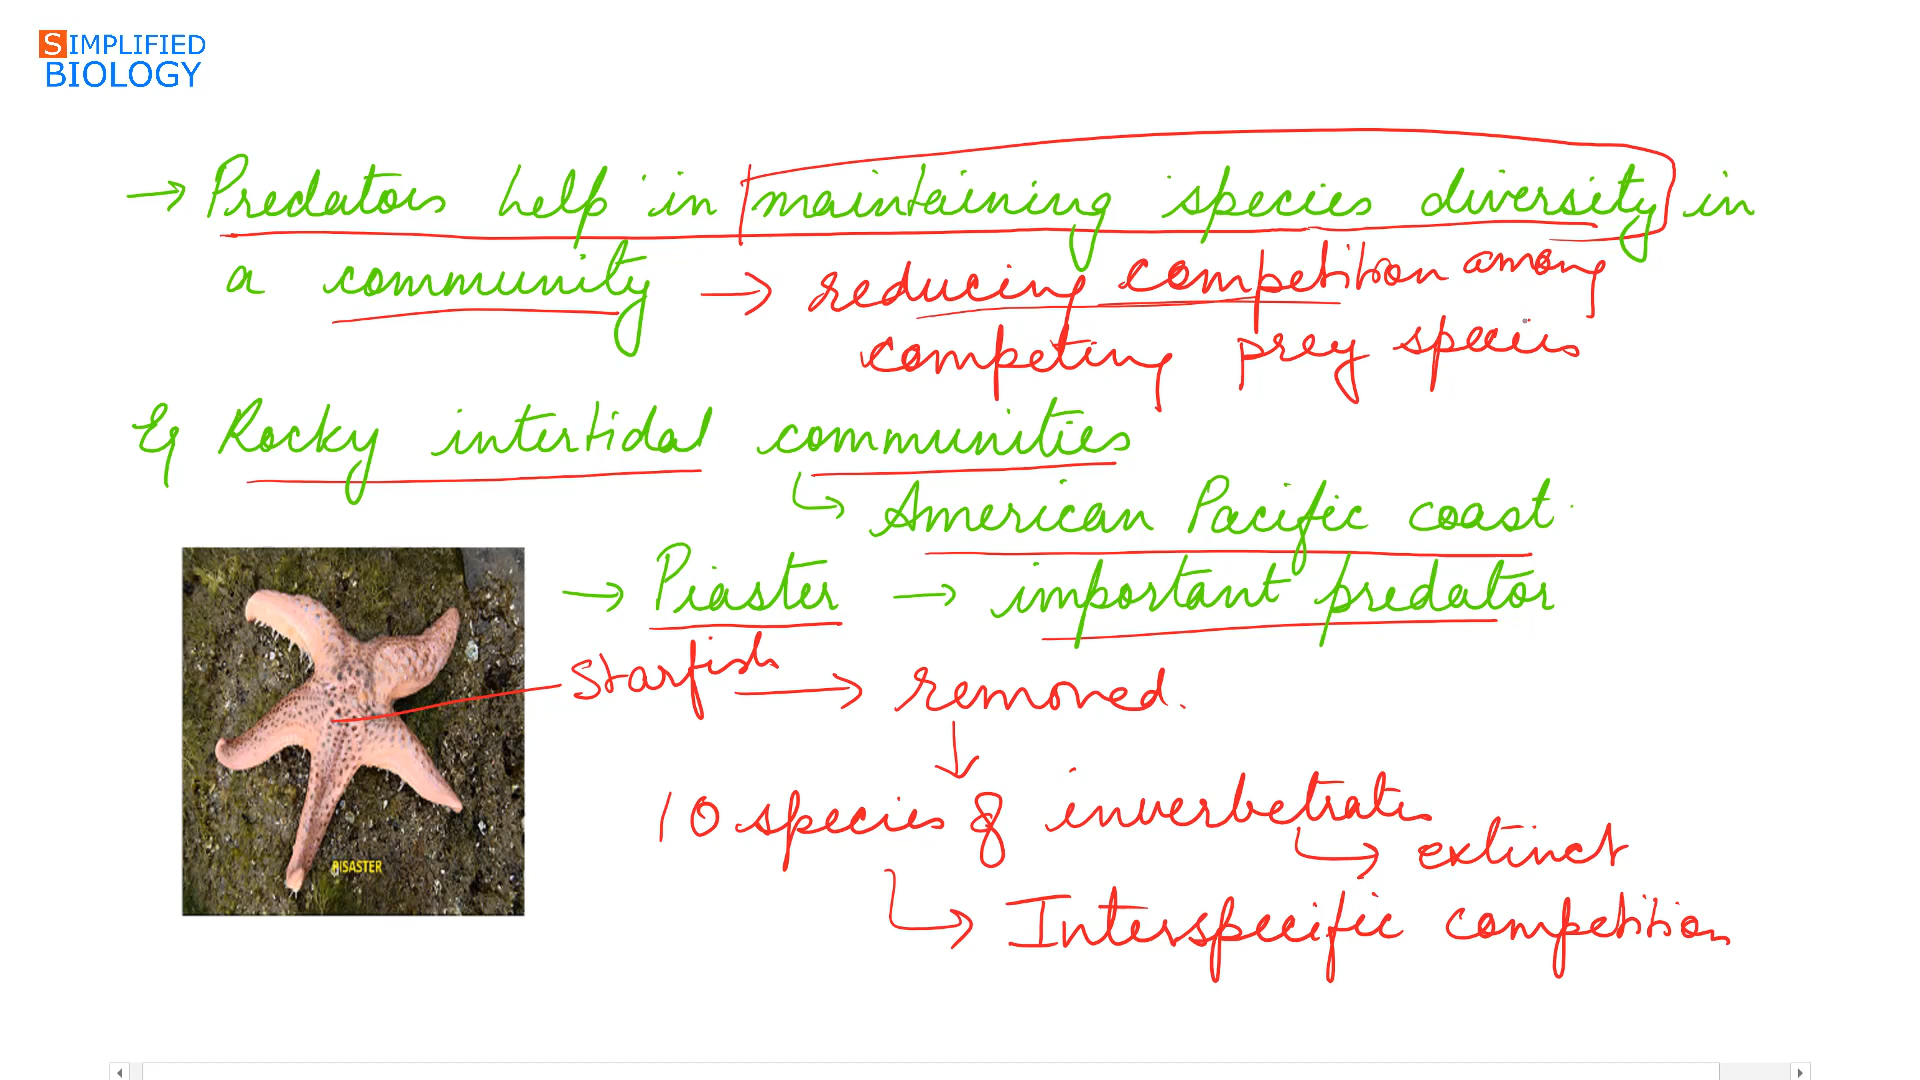 SIMPLIFIED
BIOLOGY
→ Predators help in maintaining species diversity in
a community → reducing competition among
competing prey species
Eg Rocky intertidal communities
↳ American Pacific coast.
→ Piaster → important predator
Starfish → removed.
↓
10 species of inverbetrates
↳ extinct
↳ Interspecific competition
PISASTER